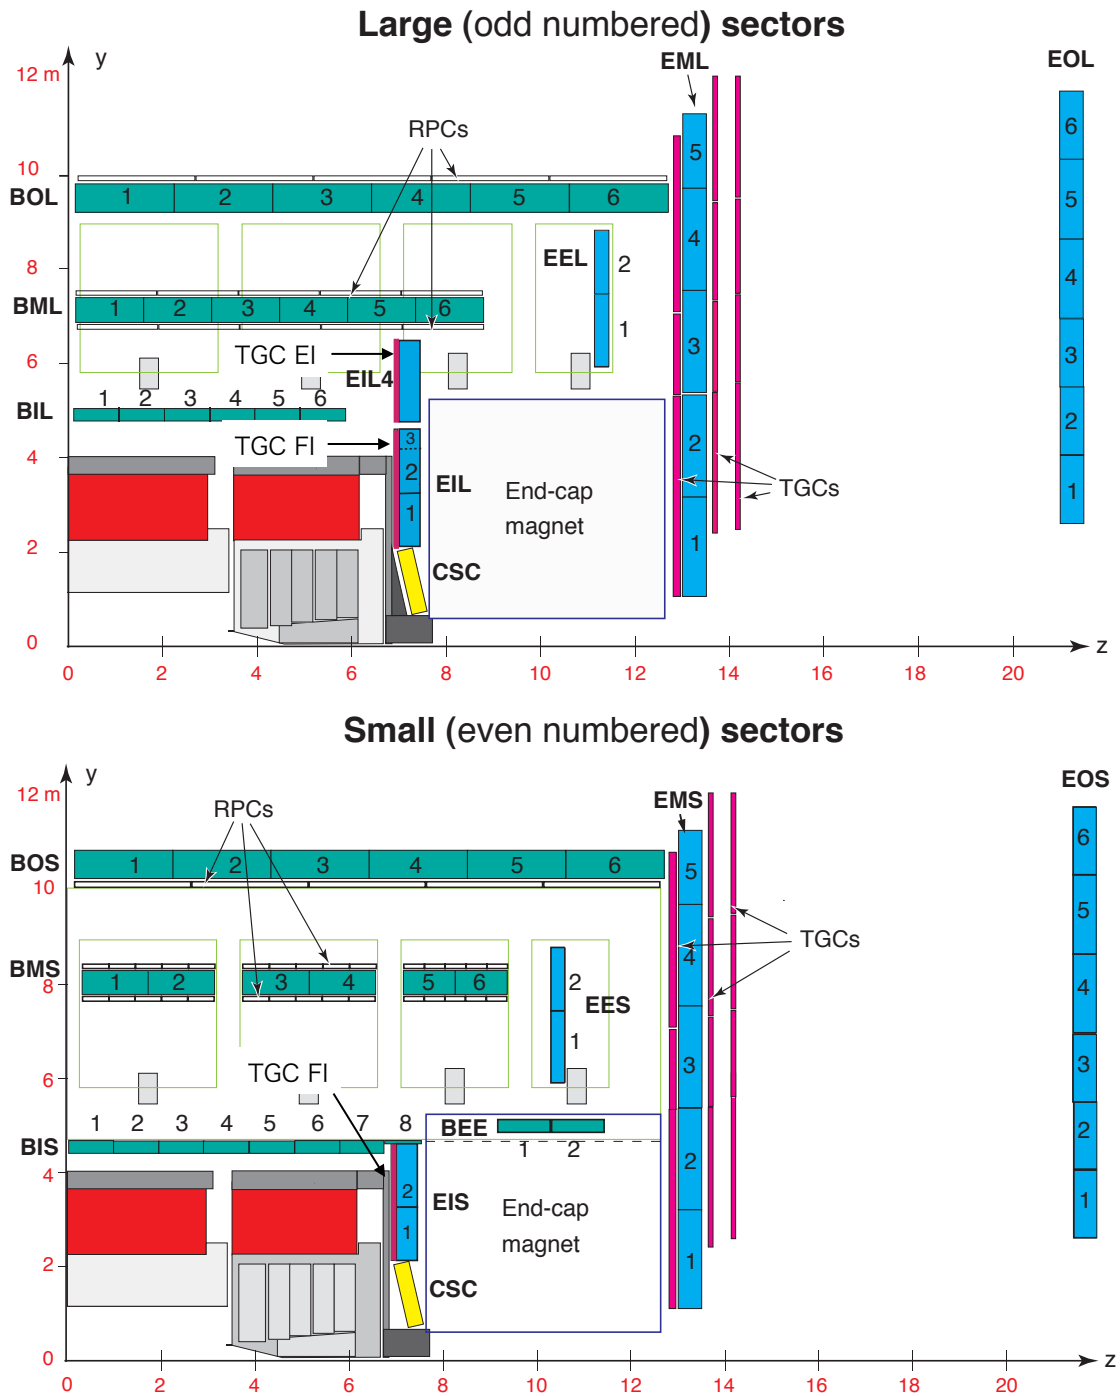 Large (odd numbered) sectors
y
EML
EOL
12 m
RPCs
5
6
10
BOL
1 2 3 4 5 6
5
4
EEL
2
8
4
BML
1 2 3 4 5 6
1
3
3
TGC EI
6
EIL4
1 2 3 4 5 6
BIL
2
2
TGC FI
3
4
2
EIL
End-cap
magnet
TGCs
1
1
2
1
CSC
0
z
0 2 4 6 8 10 12 14 16 18 20
Small (even numbered) sectors
y
EOS
12 m
EMS
RPCs
6
BOS
1 2 3 4 5 6
5
10
5
TGCs
4
BMS
1 2 3 4 5 6
2
4
8
EES
1
3
3
TGC FI
6
1 2 3 4 5 6 7 8
BEE
2
BIS
1 2
2
4
2
EIS
End-cap
magnet
1
1
2
1
CSC
0
z
0 2 4 6 8 10 12 14 16 18 20